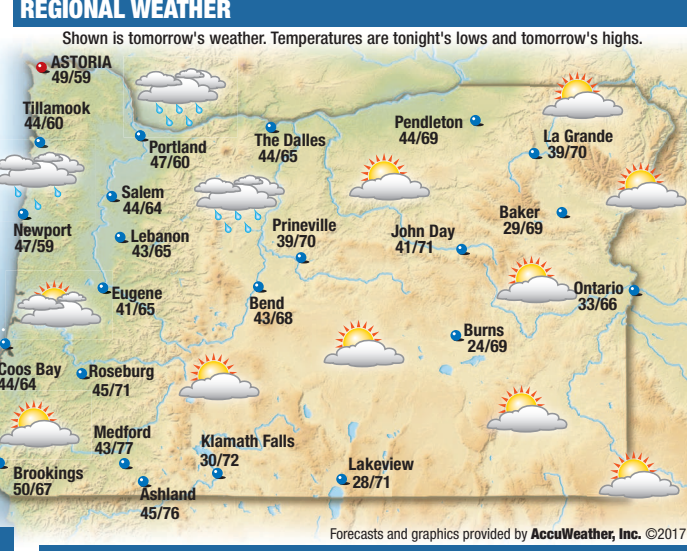 REGIONAL WEATHER
Shown is tomorrow's weather. Temperatures are tonight's lows and tomorrow's highs.
ASTORIA
49/59
Tillamook
44/60
Portland
47/60
The Dalles
44/65
Pendleton
44/69
La Grande
39/70
Salem
44/64
Newport
47/59
Lebanon
43/65
Prineville
39/70
John Day
41/71
Baker
29/69
Eugene
41/65
Bend
43/68
Ontario
33/66
Burns
24/69
Coos Bay
44/64
Roseburg
45/71
Medford
43/77
Klamath Falls
30/72
Brookings
50/67
Ashland
45/76
Lakeview
28/71
Forecasts and graphics provided by AccuWeather, Inc. ©2017